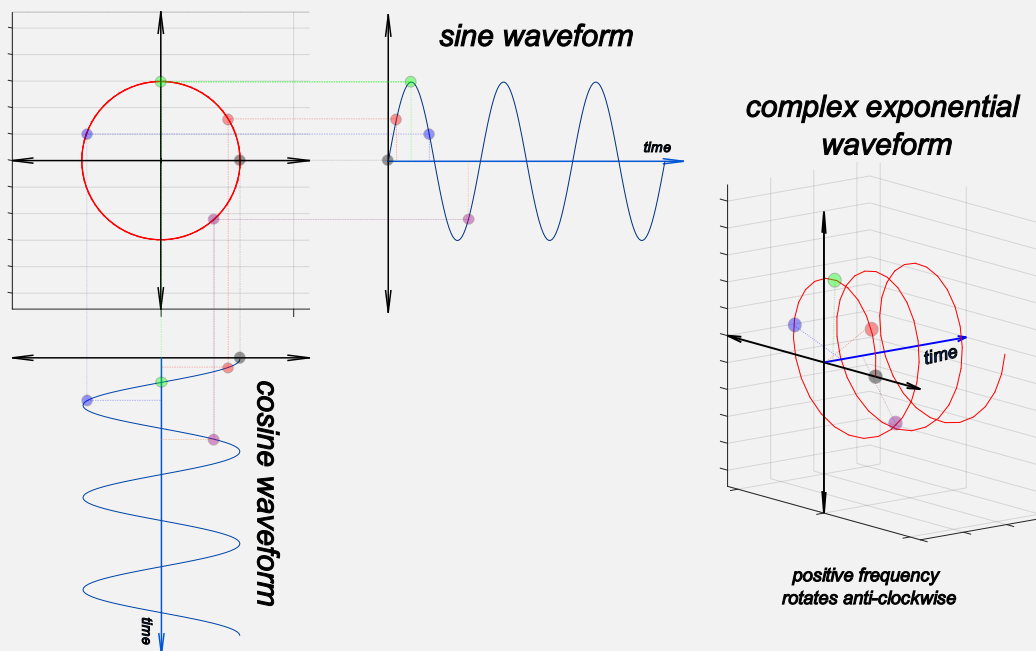 sine waveform
time
complex exponential
waveform
time
cosine waveform
time
positive frequency
rotates anti-clockwise